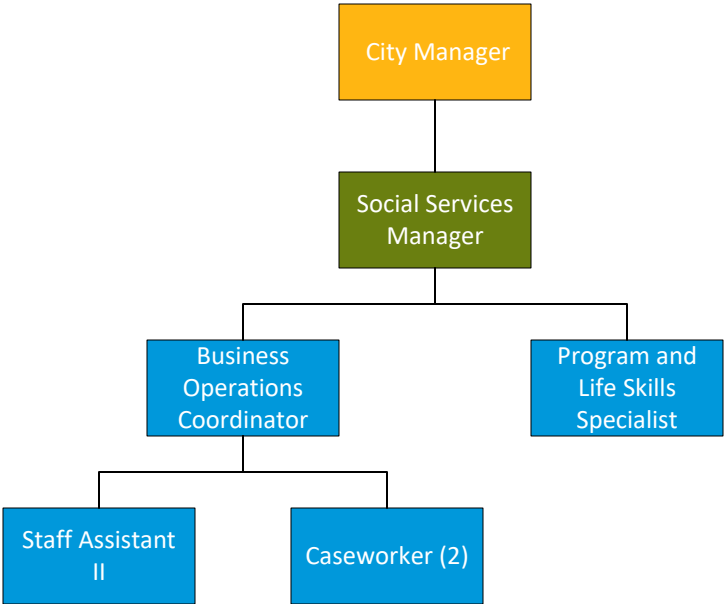 City Manager
Social Services
Manager
Business
Operations
Coordinator
Program and
Life Skills
Specialist
Staff Assistant
II
Caseworker (2)